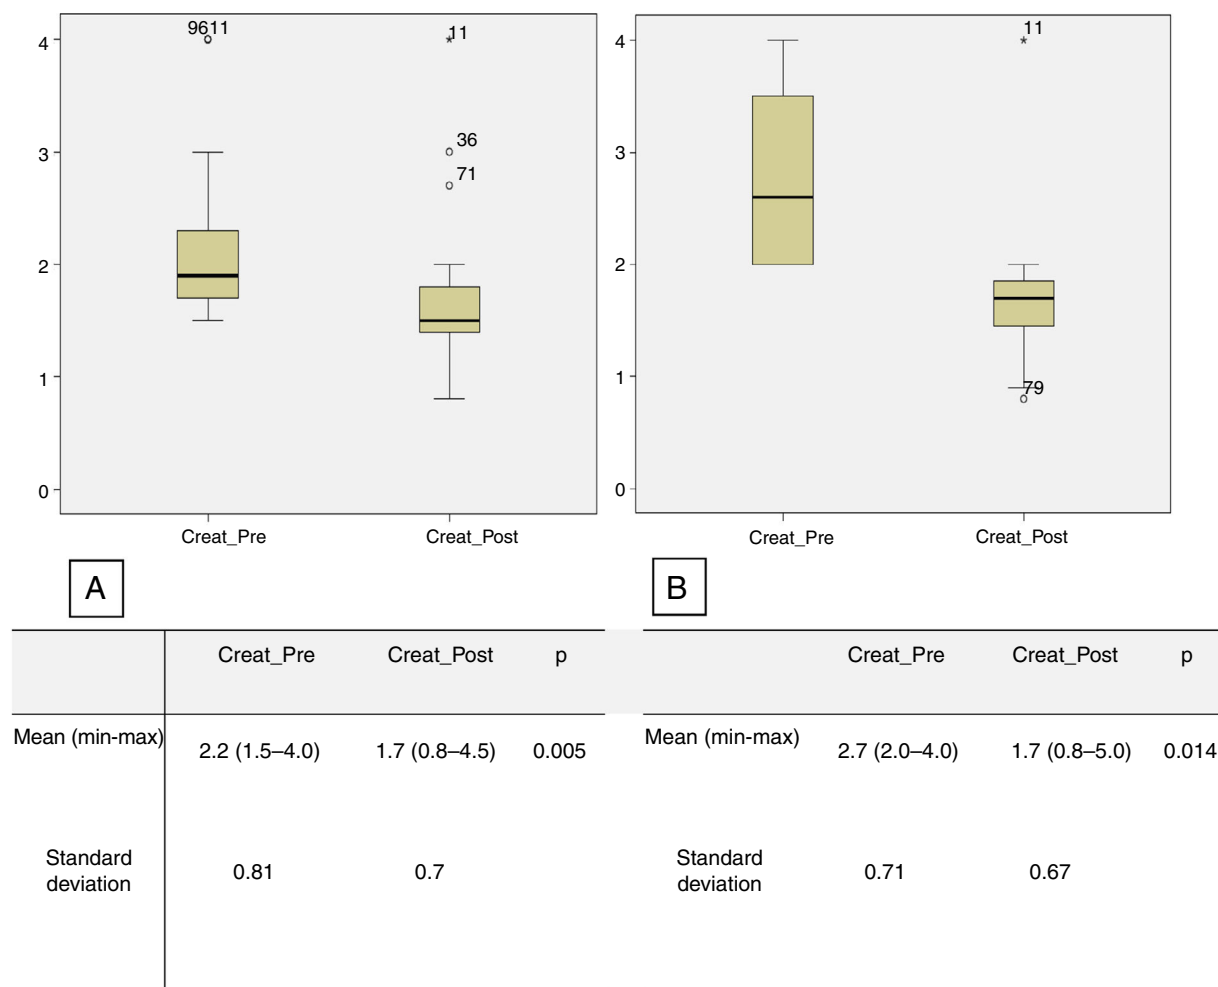 9611
11
4
36
3
71
2
1
0
Creat_Pre Creat_Post
A
11
4
3
2
1
79
0
Creat_Pre Creat_Post
B
Creat_Pre Creat_Post p
Mean (min-max) 2.2 (1.5–4.0) 1.7 (0.8–4.5) 0.005
Standard
deviation 0.81 0.7
Creat_Pre Creat_Post p
Mean (min-max) 2.7 (2.0–4.0) 1.7 (0.8–5.0) 0.014
Standard
deviation 0.71 0.67